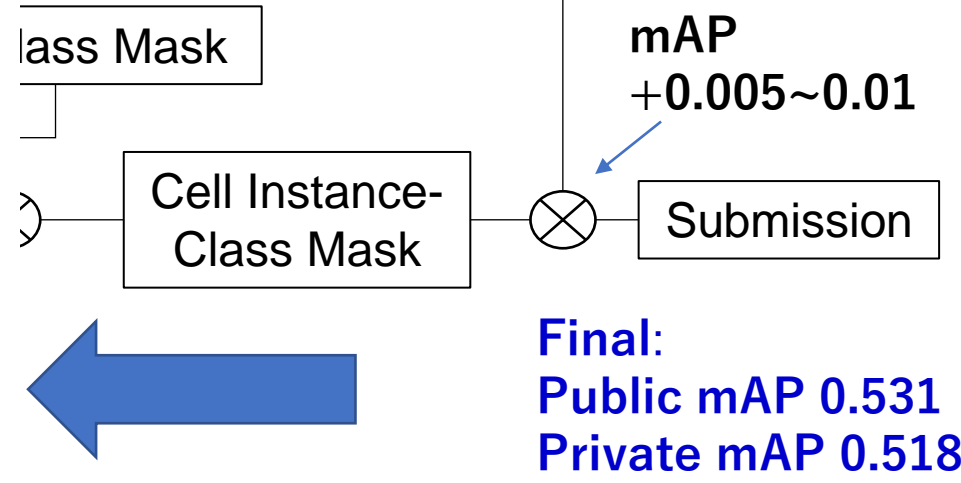 lass Mask
mAP
+0.005~0.01
Cell Instance-
Class Mask
Submission
Final:
Public mAP 0.531
Private mAP 0.518